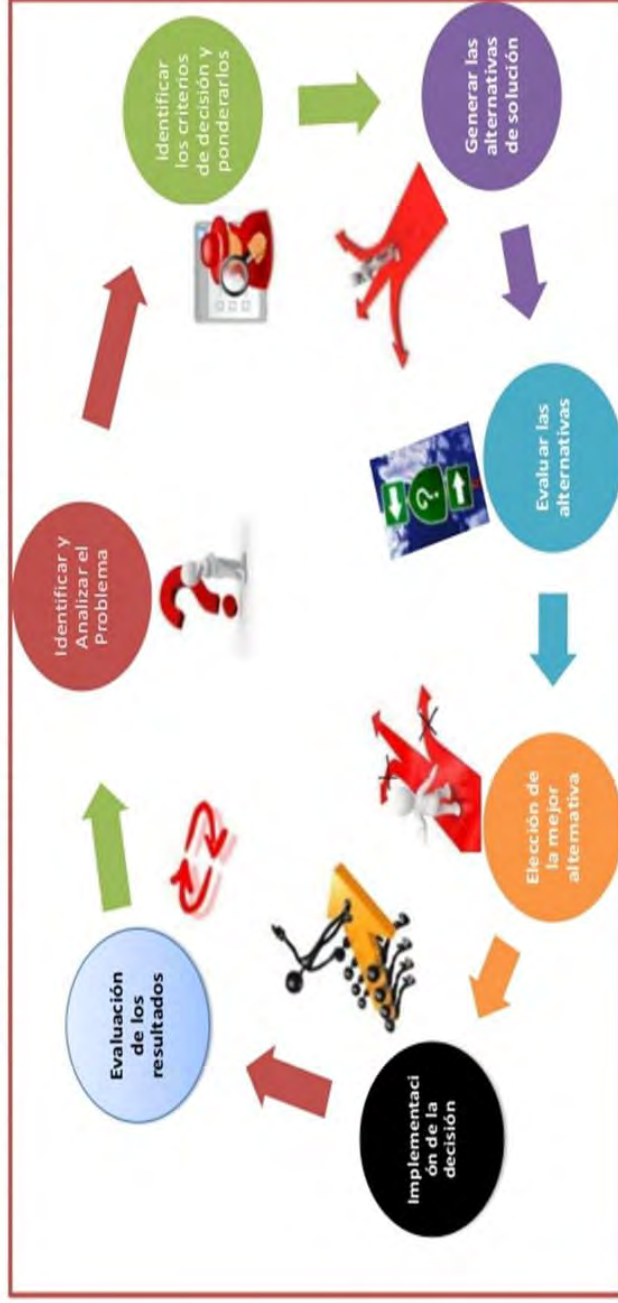 Identificar y
Analizar el
Problema
Identificar
los criterios
de decisión y
ponderarlos
Generar las
alternativas
de solución
Evaluar las
alternativas
Elección de
la mejor
alternativa
Implementaci
ón de la
decisión
Evaluación
de los
resultados
?